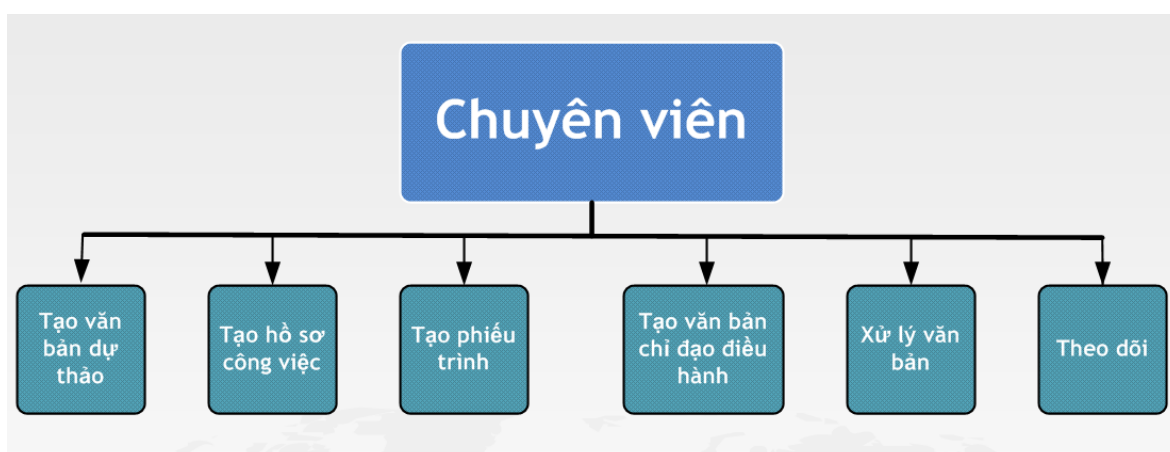 Chuyên viên
Tạo văn
bản dự
thảo
Tạo hồ sơ
công việc
Tạo phiếu
trình
Tạo văn bản
chỉ đạo điều
hành
Xử lý văn
bản
Theo dõi